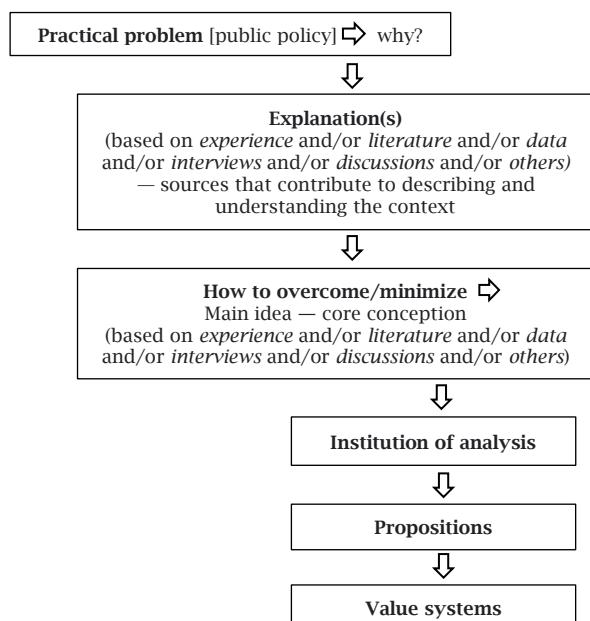 Practical problem [public policy] ⇨ why?
Explanation(s)
(based on experience and/or literature and/or data
and/or interviews and/or discussions and/or others)
— sources that contribute to describing and
understanding the context
How to overcome/minimize ⇨
Main idea — core conception
(based on experience and/or literature and/or data
and/or interviews and/or discussions and/or others)
Institution of analysis
Propositions
Value systems